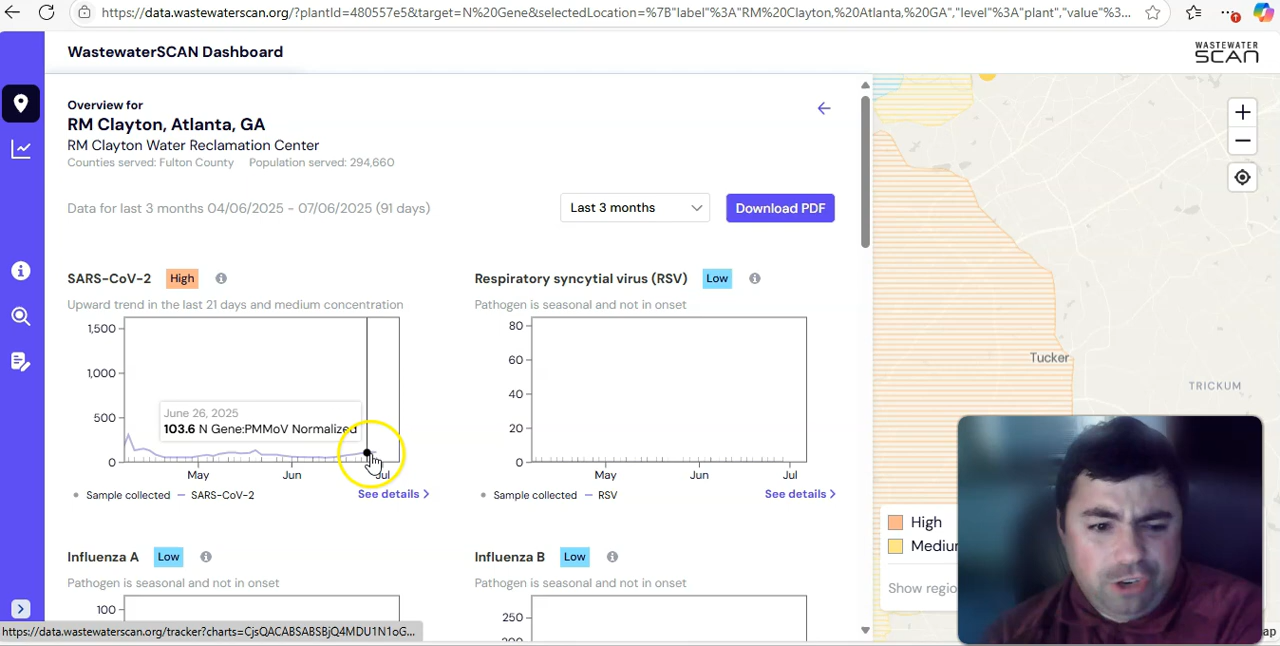 https://data.wastewaterscan.org/?plantId=480557e5&target=N%20Gene&selectedLocation=%7B"label"%3A"RM%20Clayton,%20Atlanta,%20GA","level"%3A"plant","value"%3...
WastewaterSCAN Dashboard
WASTEWATER
SCAN
Overview for
RM Clayton, Atlanta, GA
RM Clayton Water Reclamation Center
Counties served: Fulton County Population served: 294,660
Data for last 3 months 04/06/2025 - 07/06/2025 (91 days)
Last 3 months
Download PDF
SARS-CoV-2 High
Upward trend in the last 21 days and medium concentration
1,500
1,000
500
0
June 26, 2025
103.6 N Gene:PMMoV Normalized
May Jun Jul
Sample collected SARS-CoV-2
See details >
Respiratory syncytial virus (RSV) Low
Pathogen is seasonal and not in onset
80
60
40
20
0
May Jun Jul
Sample collected RSV
See details >
Influenza A Low
Pathogen is seasonal and not in onset
100
Influenza B Low
Pathogen is seasonal and not in onset
250
200
Tucker
TRICKUM
High
Medium
Show regio
https://data.wastewaterscan.org/tracker?charts=CjsQACABSABSBjQ4MDU1N1oG...